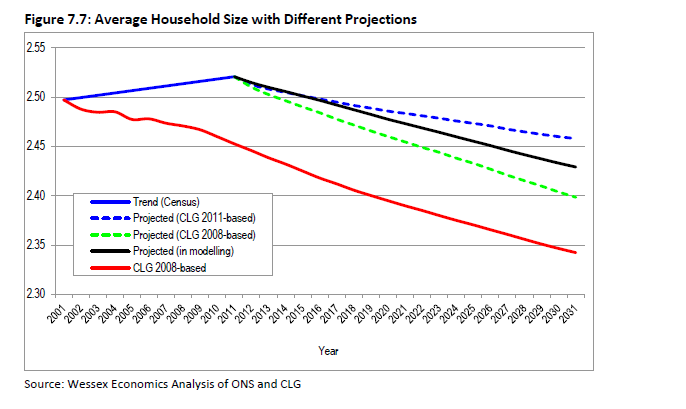 Figure 7.7: Average Household Size with Different Projections
2.55
2.50
2.45
2.40
2.35
2.30
Trend (Census)
Projected (CLG 2011-based)
Projected (CLG 2008-based)
Projected (in modelling)
CLG 2008-based
2001 2002 2003 2004 2005 2006 2007 2008 2009 2010 2011 2012 2013 2014 2015 2016 2017 2018 2019 2020 2021 2022 2023 2024 2025 2026 2027 2028 2029 2030 2031
Year
Source: Wessex Economics Analysis of ONS and CLG